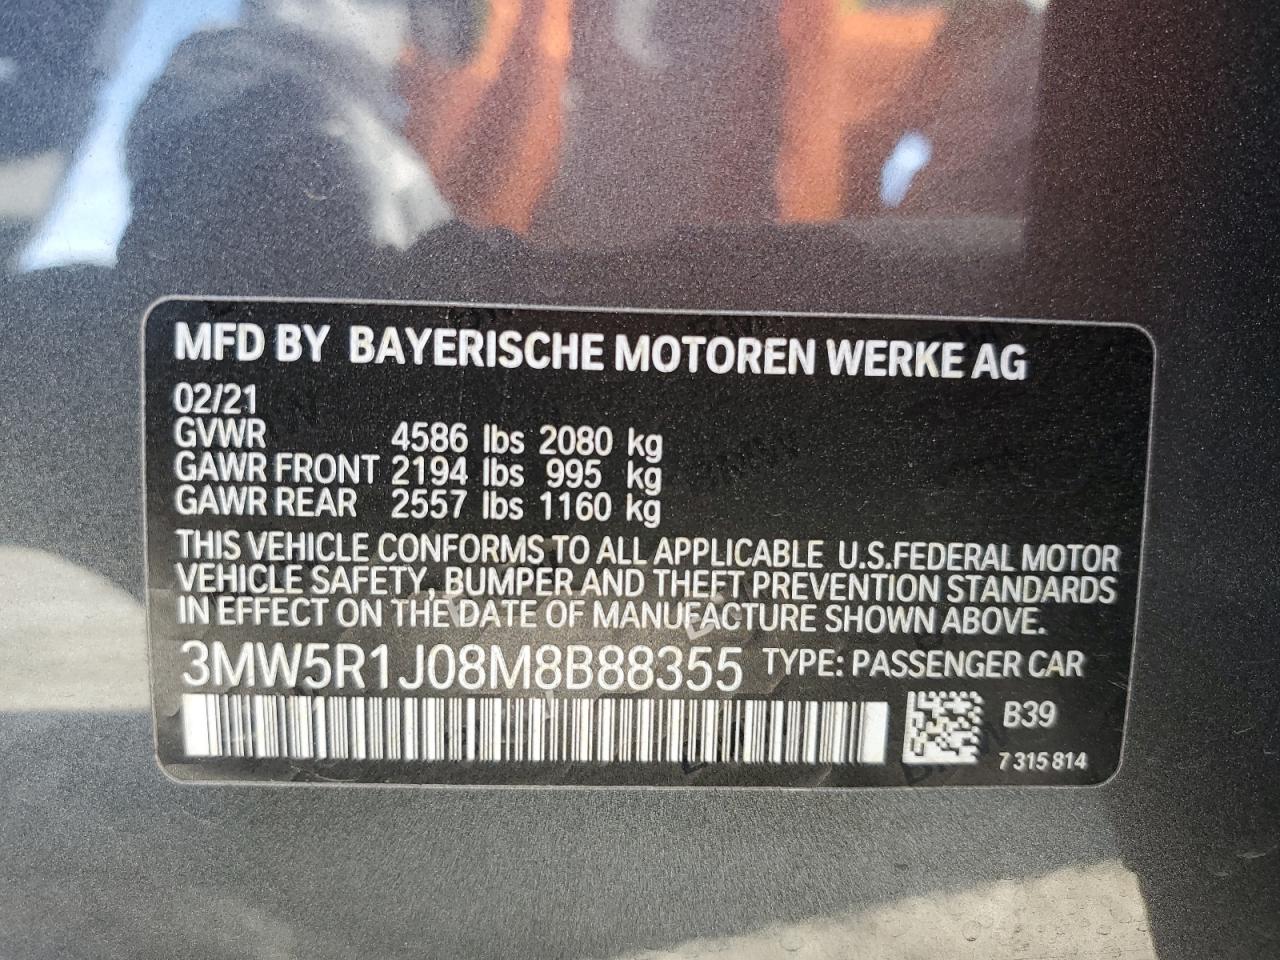 MFD BY BAYERISCHE MOTOREN WERKE AG
02/21
GVWR 4586 lbs 2080 kg
GAWR FRONT 2194 lbs 995 kg
GAWR REAR 2557 lbs 1160 kg
THIS VEHICLE CONFORMS TO ALL APPLICABLE U.S.FEDERAL MOTOR
VEHICLE SAFETY, BUMPER AND THEFT PREVENTION STANDARDS
IN EFFECT ON THE DATE OF MANUFACTURE SHOWN ABOVE.
3MW5R1J08M8B88355 TYPE: PASSENGER CAR
B39
7 315 814